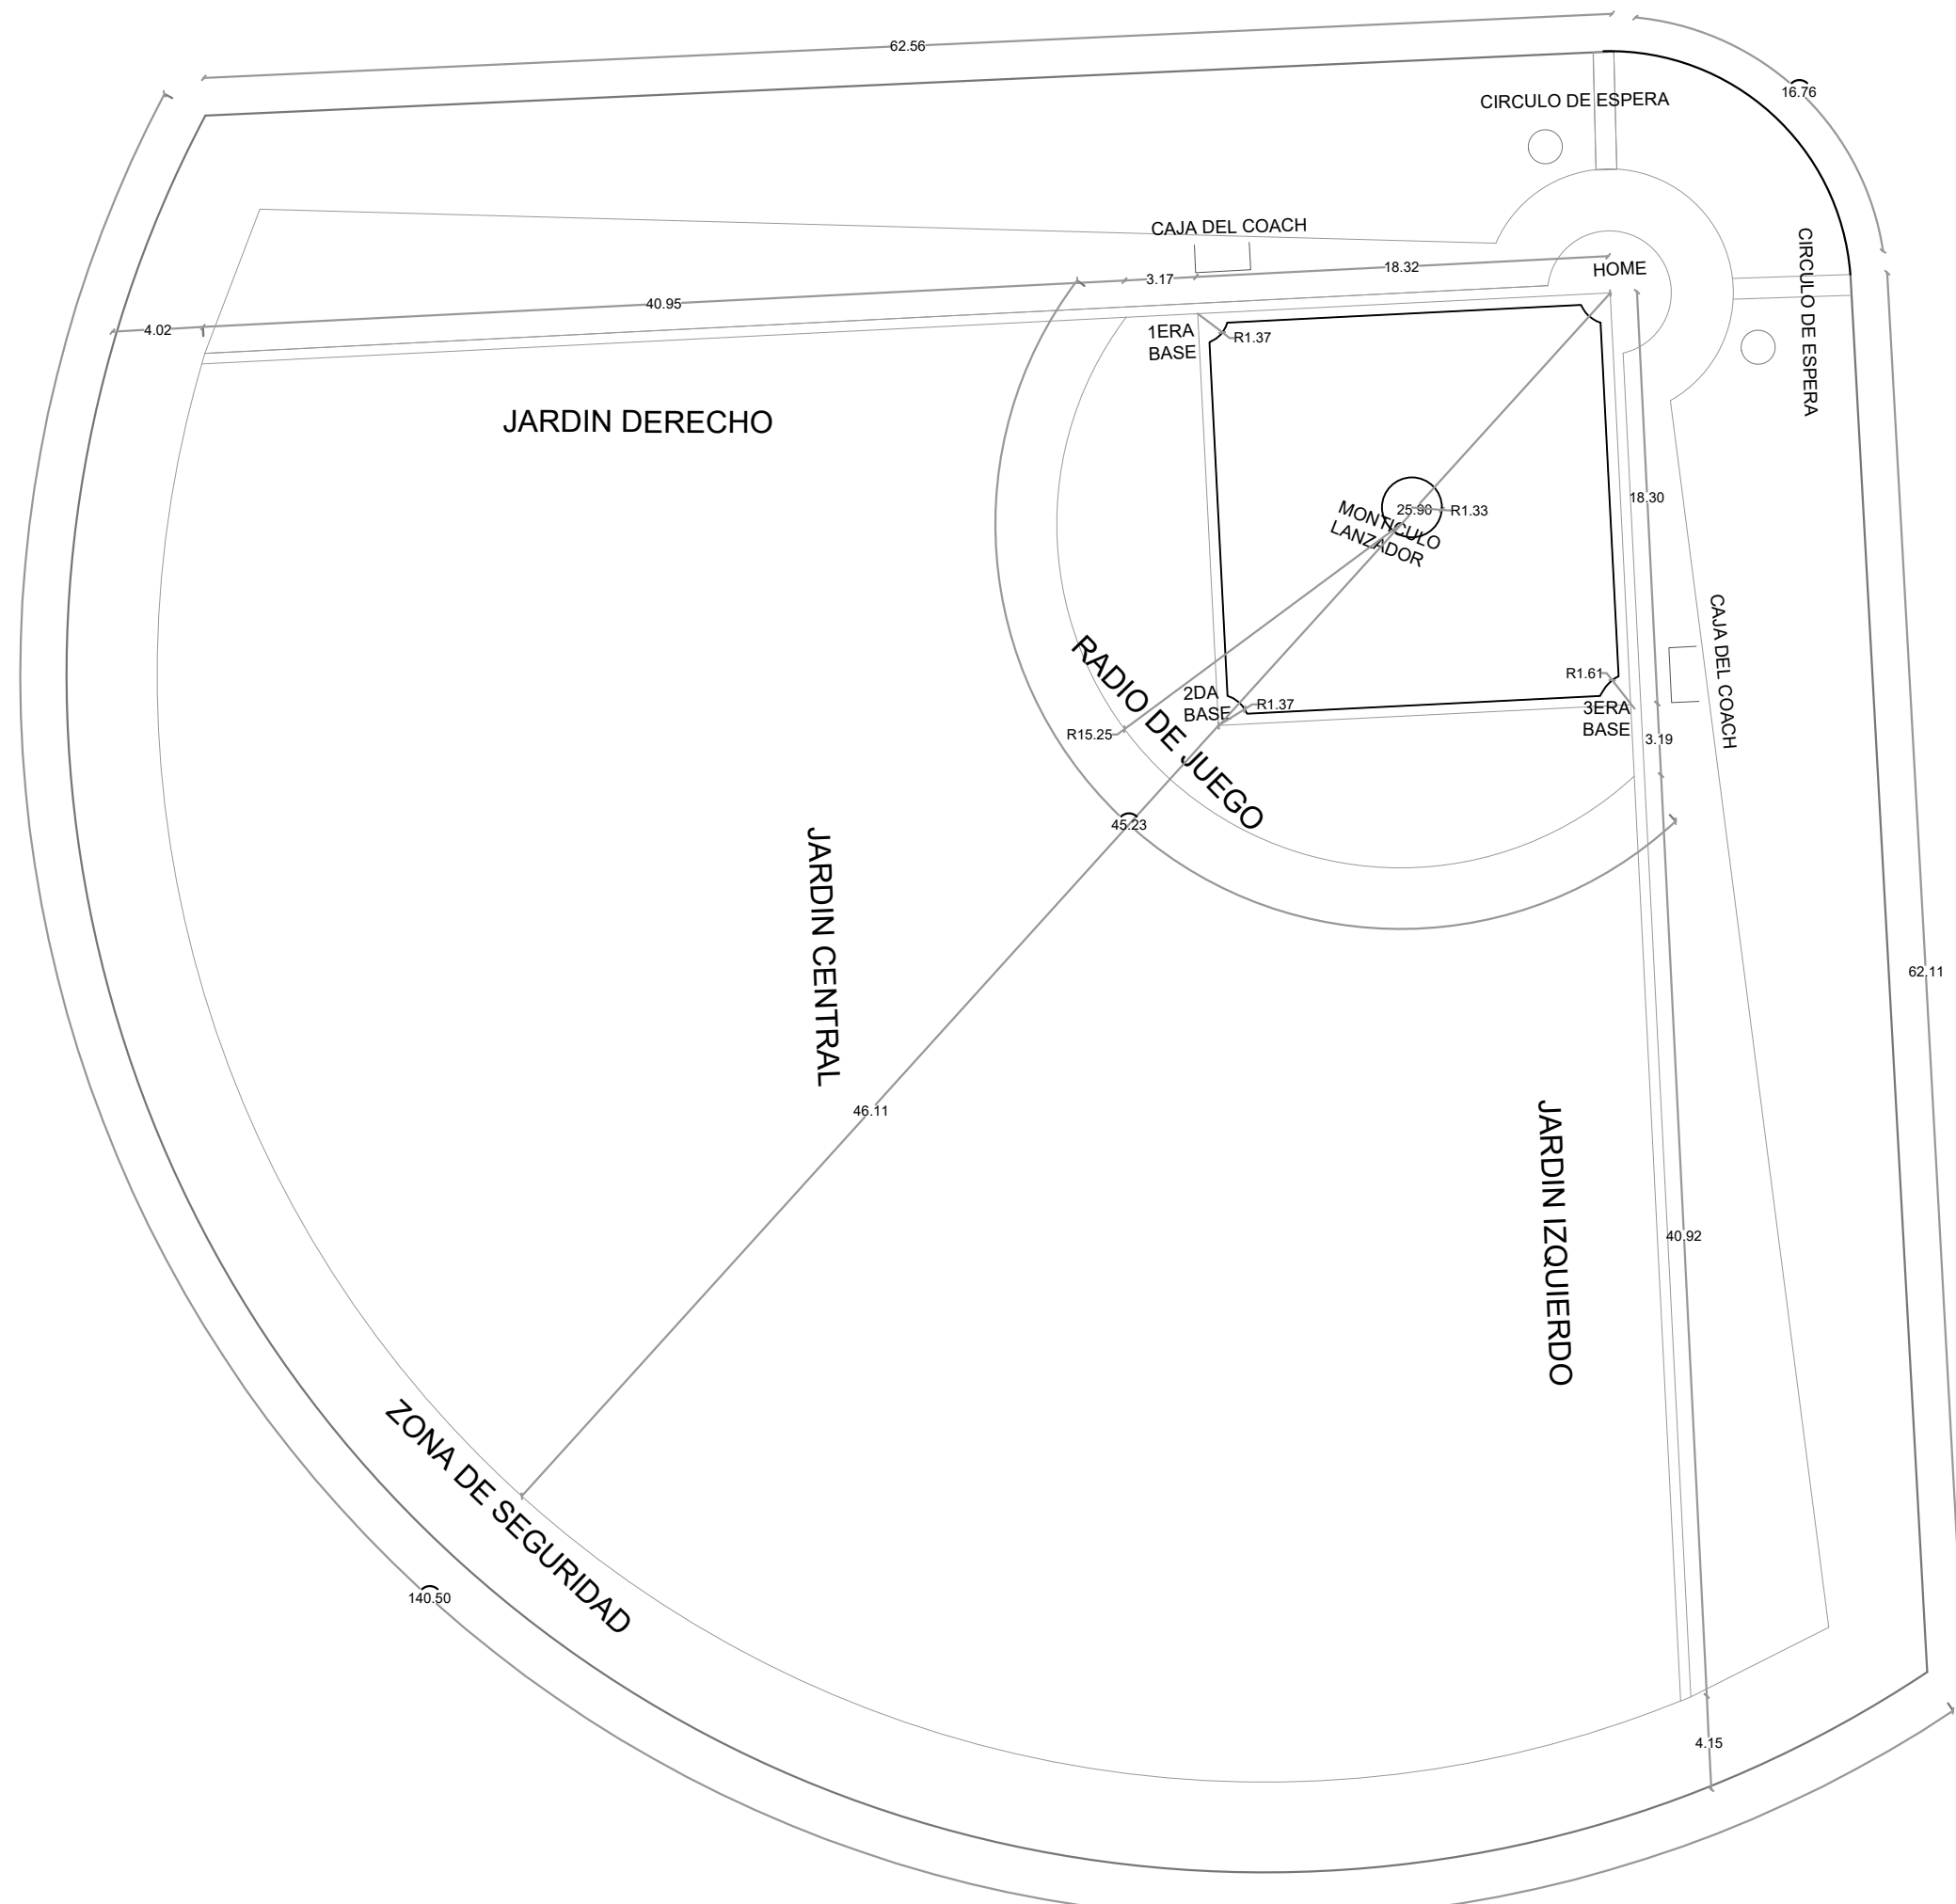 62.56
16.76
CIRCULO DE ESPERA
CAJA DEL COACH
CIRCULO DE ESPERA
HOME
18.32
3.17
40.95
4.02
1ERA
BASE
R1.37
JARDIN DERECHO
18.30
25.90
R1.33
MONTICULO
LANZADOR
CAJA DEL COACH
RADIO DE JUEGO
R1.61
2DA
BASE
R1.37
3ERA
BASE
R15.25
3.19
45.23
JARDIN CENTRAL
62.11
46.11
JARDIN IZQUIERDO
40.92
ZONA DE SEGURIDAD
140.50
4.15